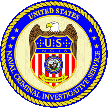 UNITED STATES
NAVAL CRIMINAL INVESTIGATIVE SERVICE
U.S.